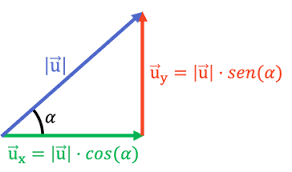 |u⃗|
α
u⃗y = |u⃗| · sen(α)
u⃗x = |u⃗| · cos(α)